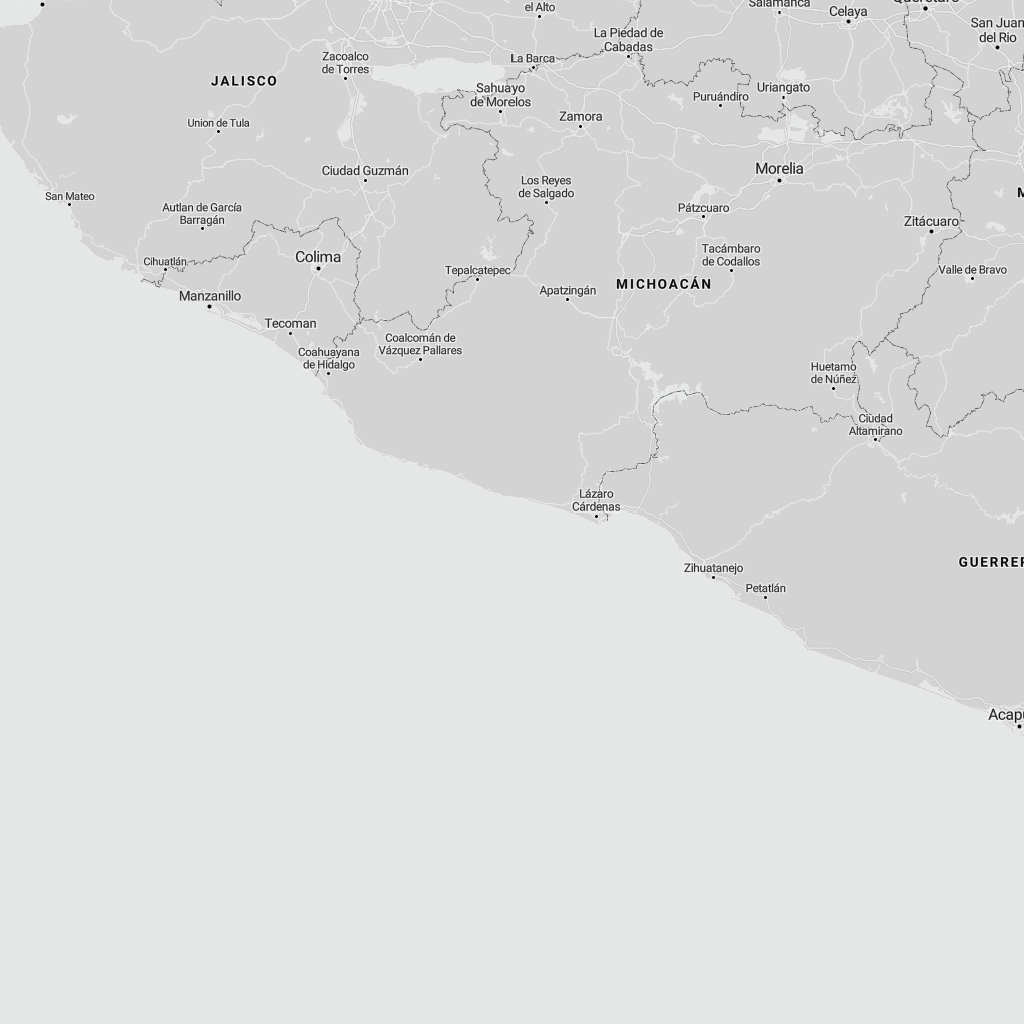 el Alto
Salamanca
Celaya
San Juan
del Río
La Piedad de
Cabadas
La Barca
Zacoalco
de Torres
JALISCO
Sahuayo
de Morelos
Uriangato
Puruándiro
Zamora
Union de Tula
Morelia
Ciudad Guzmán
Los Reyes
de Salgado
San Mateo
Autlan de García
Barragán
Pátzcuaro
Zitácuaro
Tacámbaro
de Codallos
Colima
Cihuatlán
Tepalcatepec
Valle de Bravo
MICHOACÁN
Apatzingán
Manzanillo
Tecoman
Coalcomán de
Vázquez Pallares
Coahuayana
de Hidalgo
Huetamo
de Núñez
Ciudad
Altamirano
Lázaro
Cárdenas
GUERRER
Zihuatanejo
Petatlán
Acapu